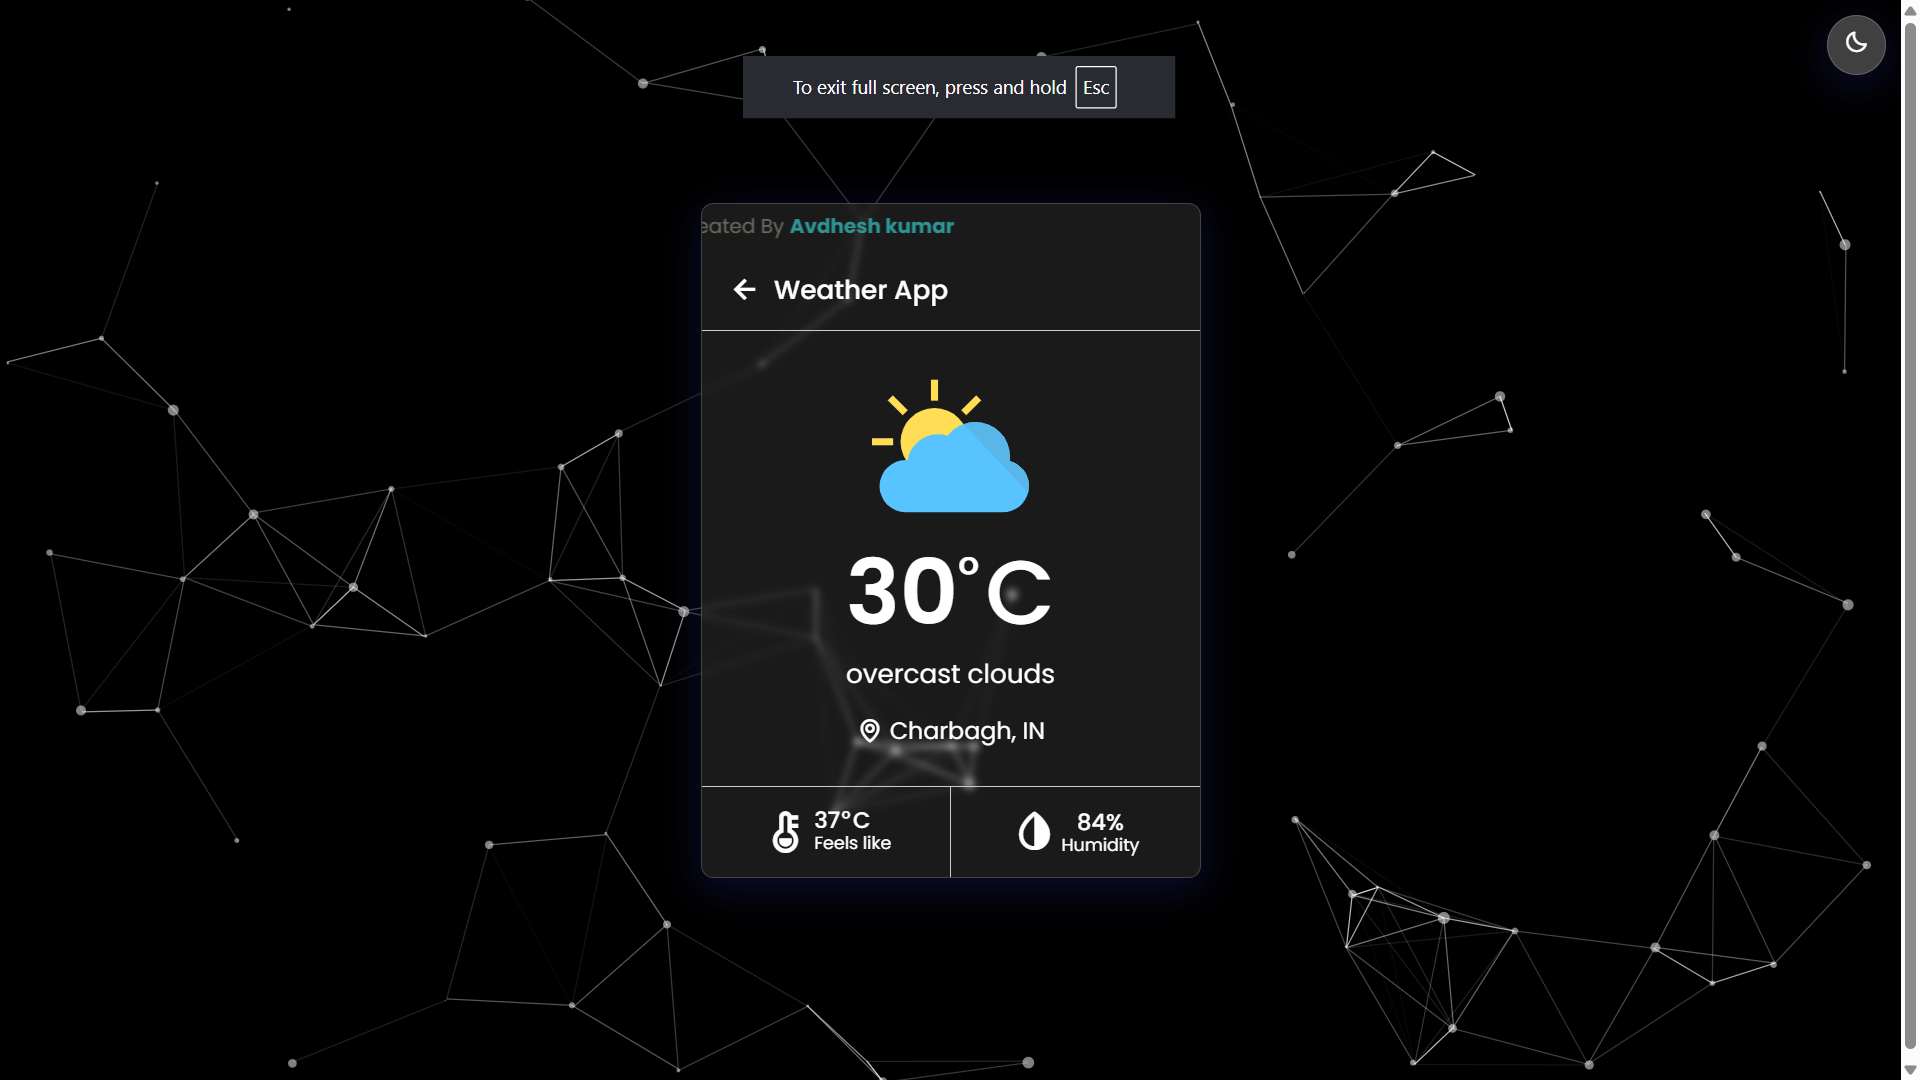 To exit full screen, press and hold Esc
eated By Avdhesh kumar
Weather App
30°C
overcast clouds
Charbagh, IN
37°C
Feels like
84%
Humidity